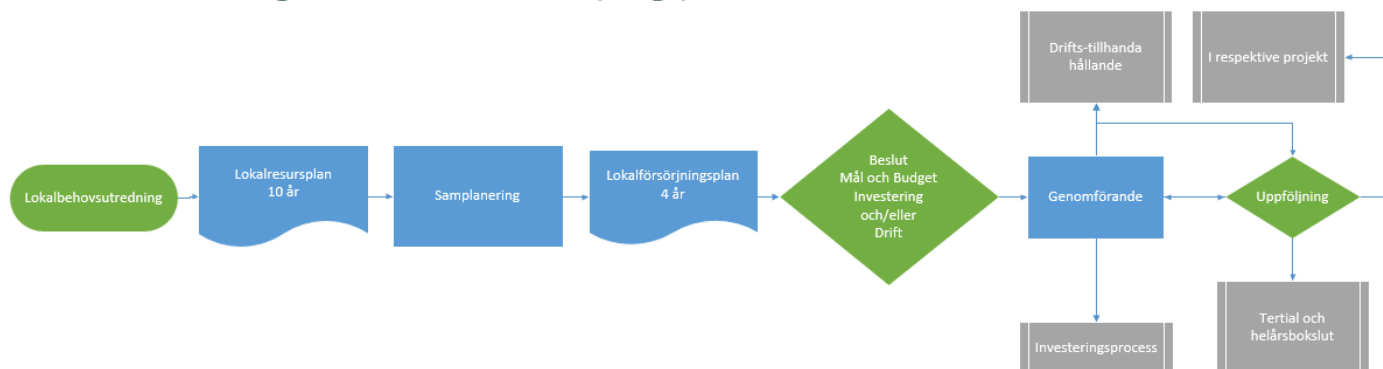 Lokalbehovsutredning
Lokalresursplan
10 år
Samplanering
Lokalförsörjningsplan
4 år
Beslut
Mål och Budget
Investering
och/eller
Drift
Genomförande
Drifts-tillhanda
hållande
I respektive projekt
Uppföljning
Investeringsprocess
Tertial och
helårsbokslut